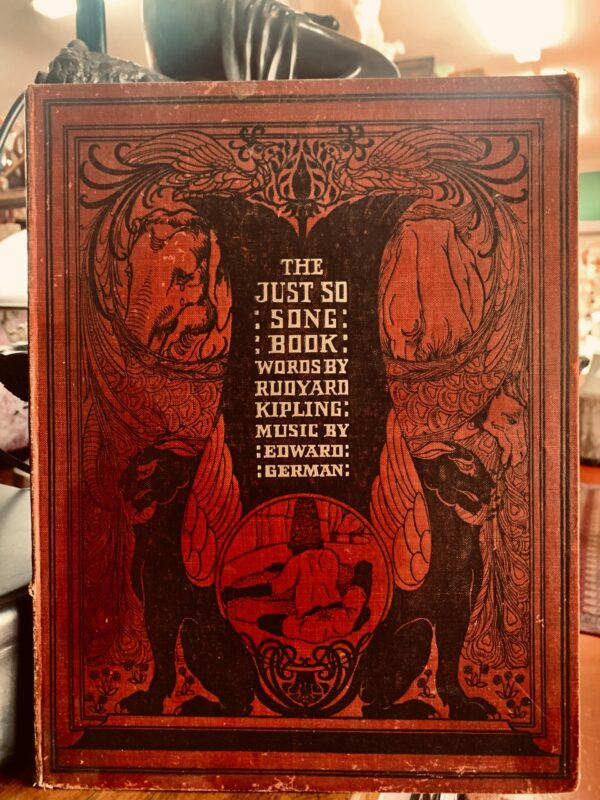 THE
JUST SO
: SONG :
: BOOK :
WORDS BY
RUDYARD
KIPLING:
MUSIC BY
: EDWARD :
: GERMAN :